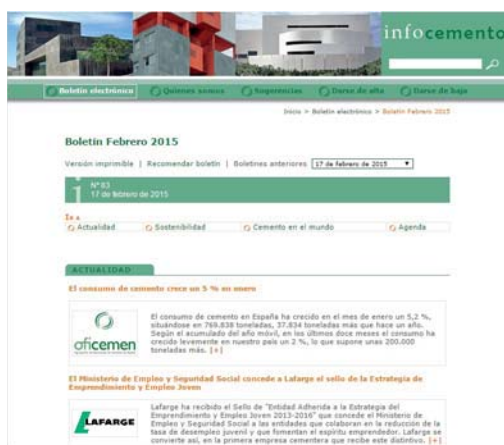 infocemento
Boletín electrónico Quienes somos Sugerencias Darse de alta Darse de baja
Inicio > Boletín electrónico > Boletín Febrero 2015
Boletín Febrero 2015
Versión imprimible | Recomendar boletín | Boletines anteriores 17 de febrero de 2015
Nº 83
17 de febrero de 2015
Ir a
Actualidad Sostenibilidad Cemento en el mundo Agenda
ACTUALIDAD
El consumo de cemento crece un 5 % en enero
El consumo de cemento en España ha crecido en el mes de enero un 5,2 %,
situándose en 769.838 toneladas, 37.834 toneladas más que hace un año.
Según el acumulado del año móvil, en los últimos doce meses el consumo ha
crecido levemente en nuestro país un 2 %, lo que supone unas 200.000
toneladas más. [+]
oficemen
El Ministerio de Empleo y Seguridad Social concede a Lafarge el sello de la Estrategia de
Emprendimiento y Empleo Joven
Lafarge ha recibido el Sello de "Entidad Adherida a la Estrategia del
Emprendimiento y Empleo Joven 2013-2016" que concede el Ministerio de
Empleo y Seguridad Social a las entidades que colaboran en la reducción de la
tasa de desempleo juvenil y que fomentan el espíritu emprendedor. Lafarge se
convierte así, en la primera empresa cementera que recibe este distintivo. [+]
LAFARGE